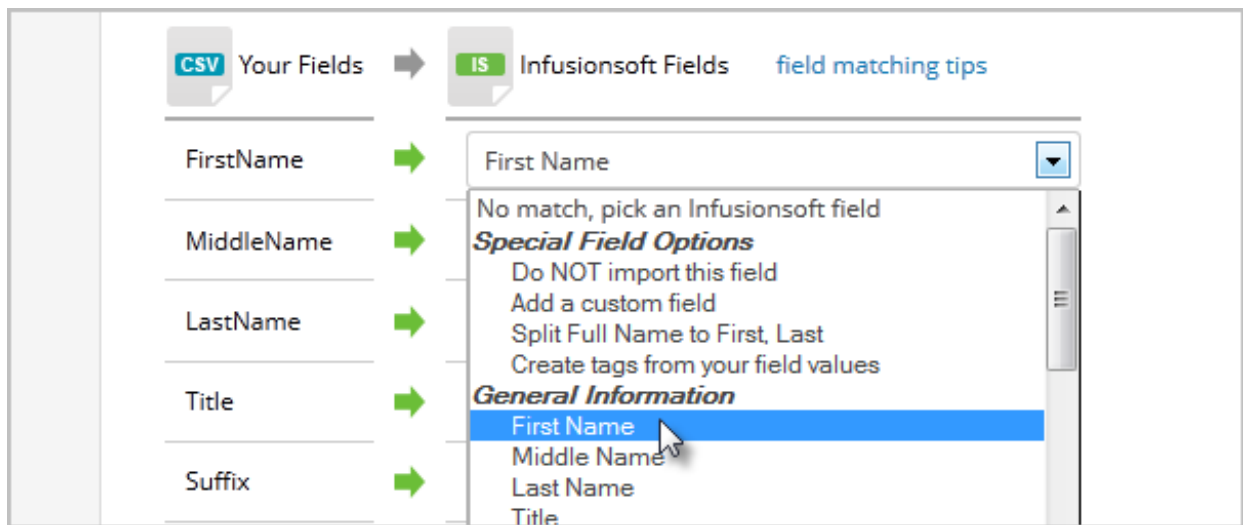 CSV Your Fields IS Infusionsoft Fields field matching tips
FirstName First Name
No match, pick an Infusionsoft field
MiddleName Special Field Options
Do NOT import this field
Add a custom field
LastName Split Full Name to First, Last
Create tags from your field values
Title General Information
First Name
Middle Name
Suffix Last Name
Title